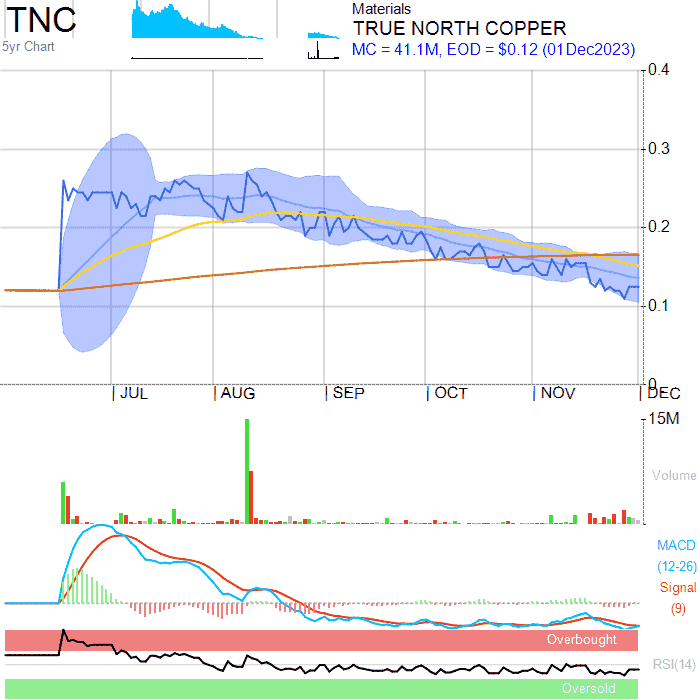 TNC
5yr Chart
Materials
TRUE NORTH COPPER
MC = 41.1M, EOD = $0.12 (01Dec2023)
0.4
0.3
0.2
0.1
0
| JUL
| AUG
| SEP
| OCT
| NOV
| DEC
15M
Volume
MACD
(12-26)
Signal
(9)
Overbought
RSI(14)
Oversold